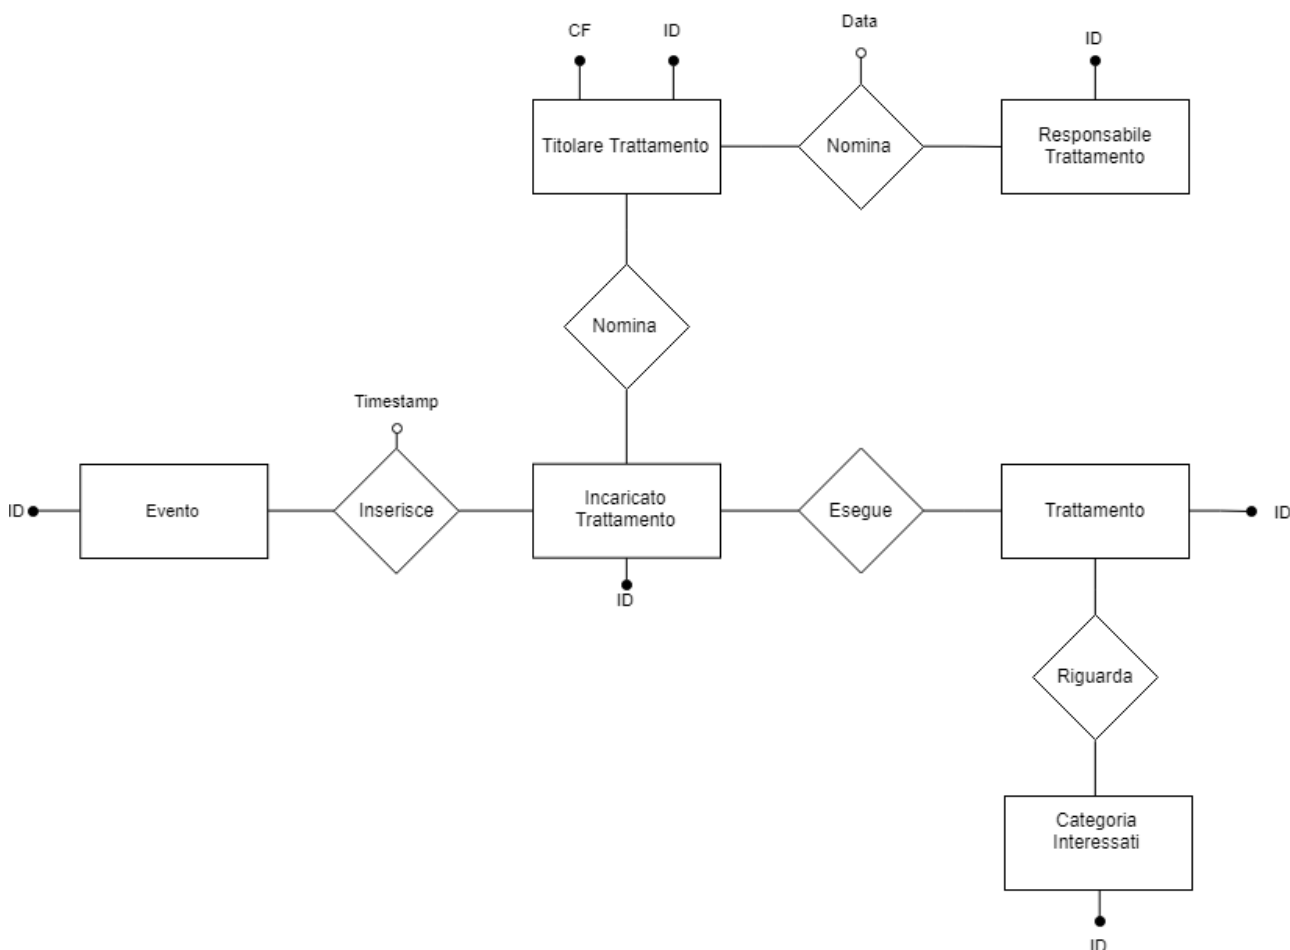 CF
ID
Data
ID
Titolare Trattamento
Nomina
Responsabile
Trattamento
Nomina
Timestamp
ID
Evento
Inserisce
Incaricato
Trattamento
Esegue
Trattamento
ID
ID
Riguarda
Categoria
Interessati
ID